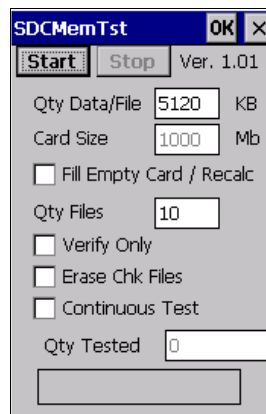 SDCMemTst OK ×
Start Stop Ver. 1.01
Qty Data/File 5120 KB
Card Size 1000 Mb
Fill Empty Card / Recalc
Qty Files 10
Verify Only
Erase Chk Files
Continuous Test
Qty Tested 0